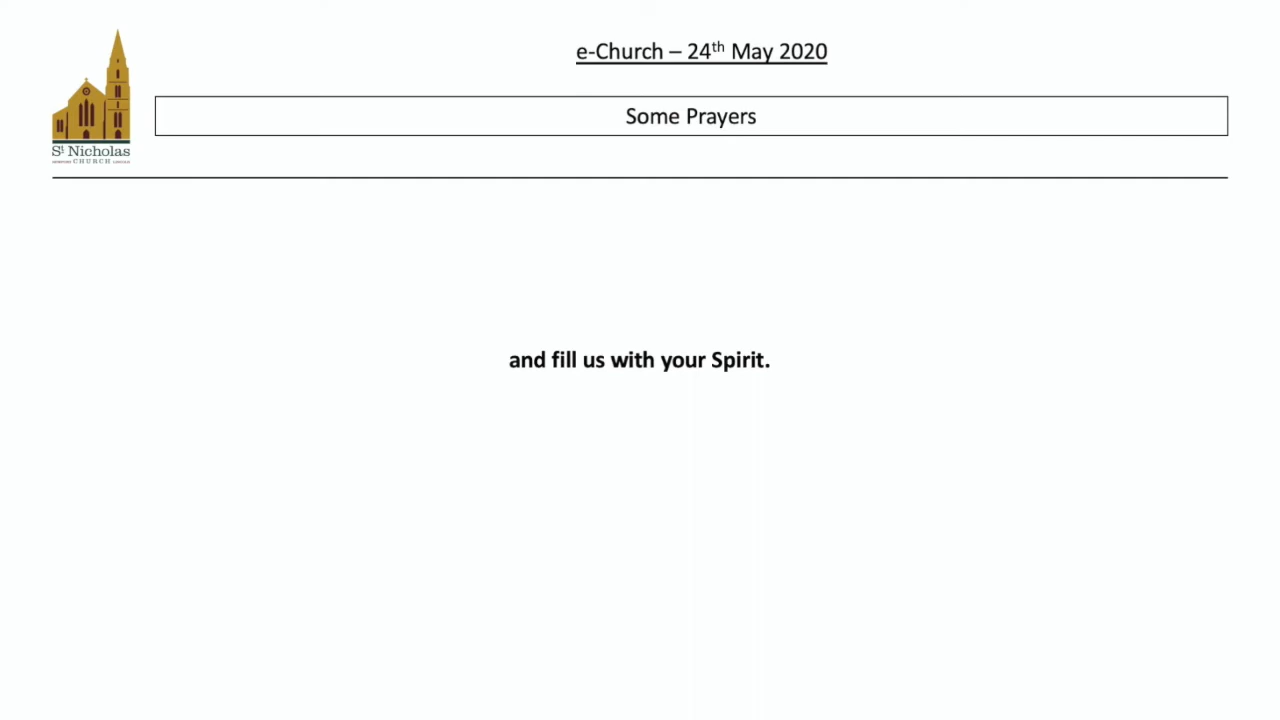 e-Church – 24th May 2020
Some Prayers
St Nicholas
CHURCH
and fill us with your Spirit.